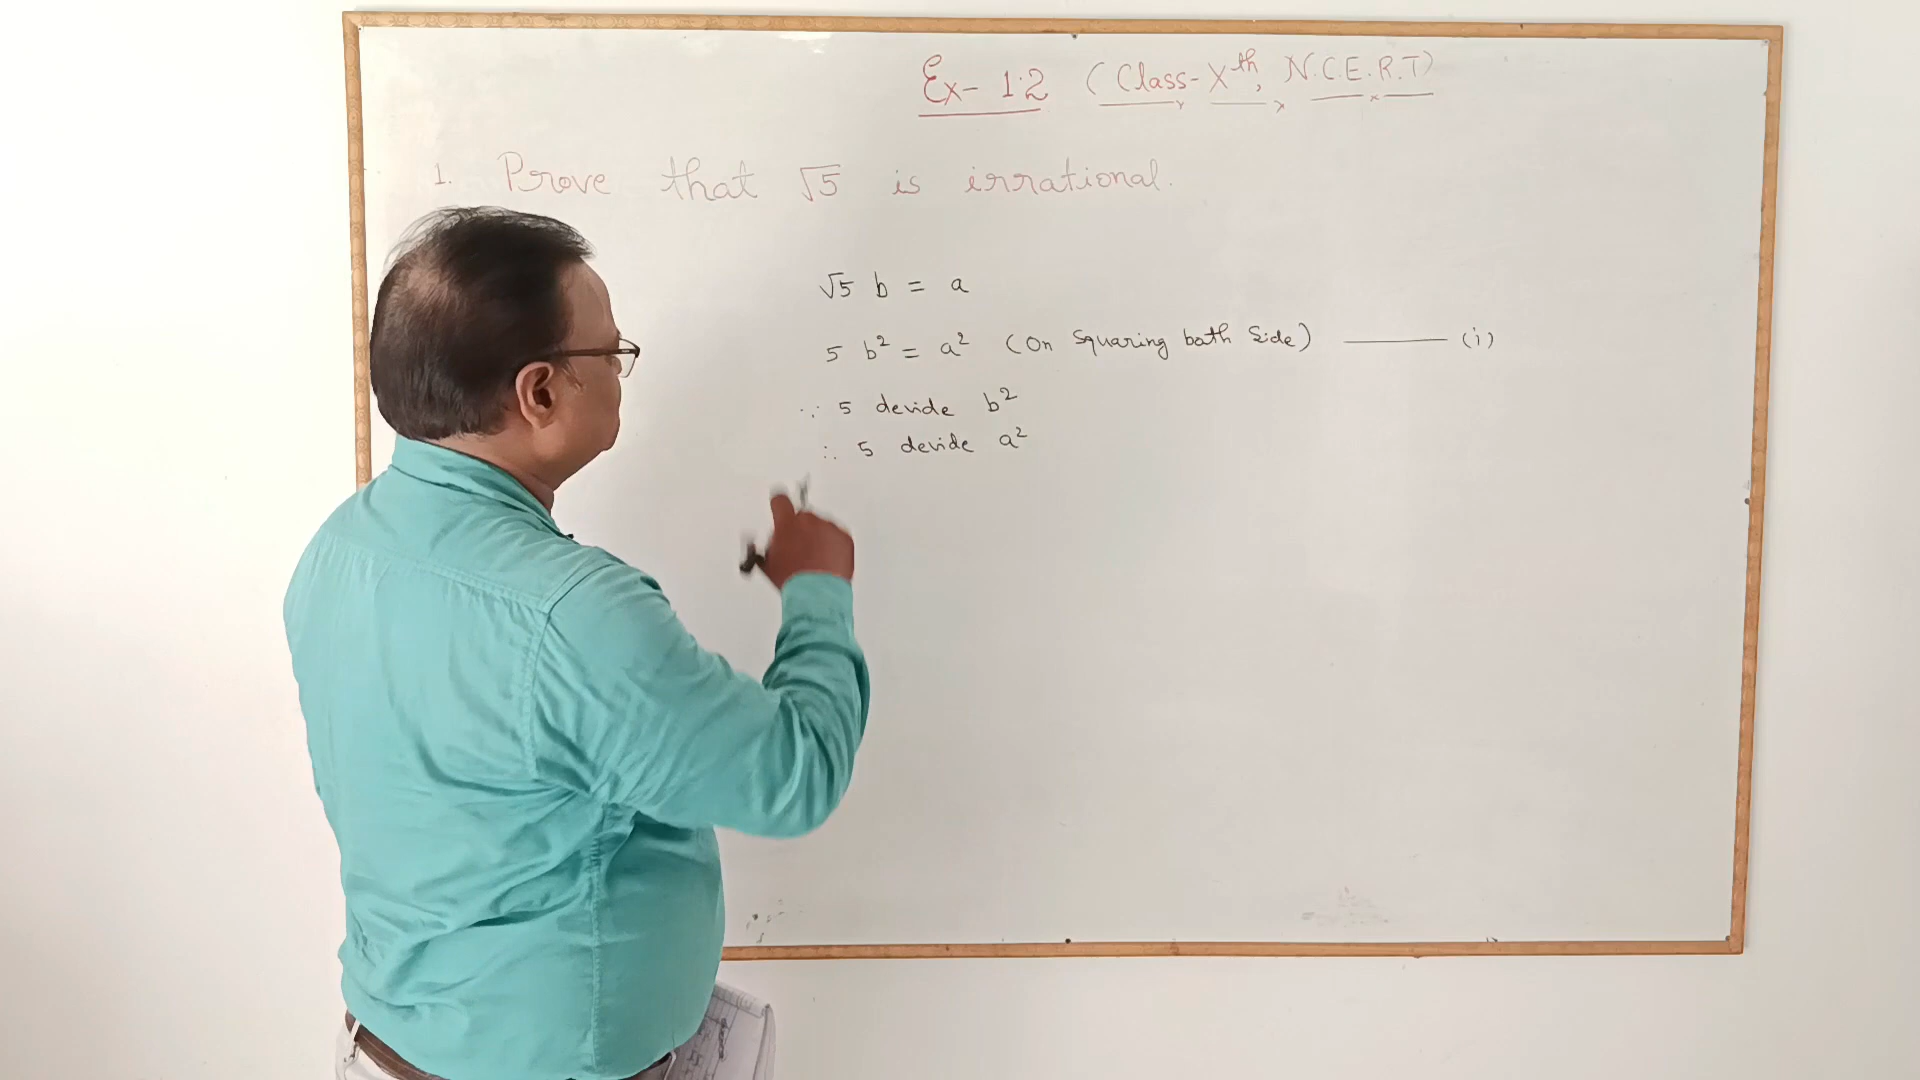 Ex- 1.2 (Class-Xth, N.C.E.R.T)
1. Prove that √5 is irrational.
√5 b = a
5 b² = a² (On Squaring bath Side) ——— (i)
∵ 5 devide b²
∴ 5 devide a²